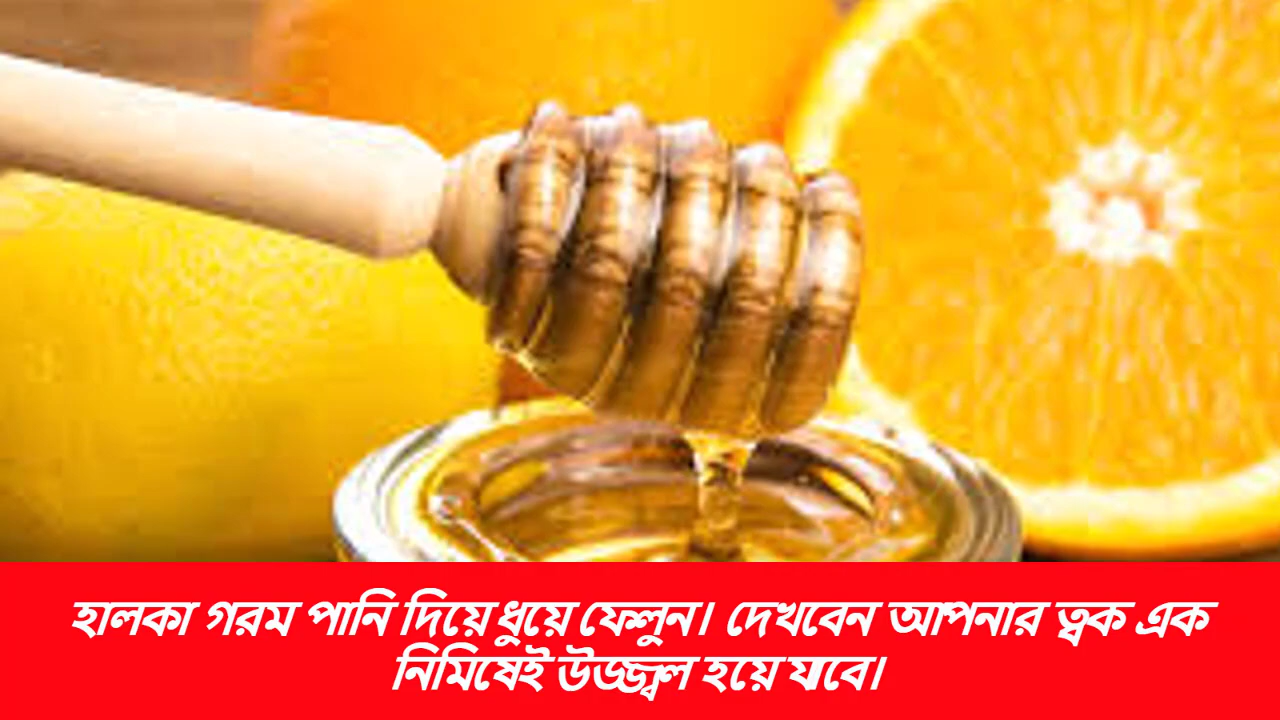 হালকা গরম পানি দিয়ে ধুয়ে ফেলুন। দেখবেন আপনার ত্বক এক
নিমিষেই উজ্জ্বল হয়ে যাবে।